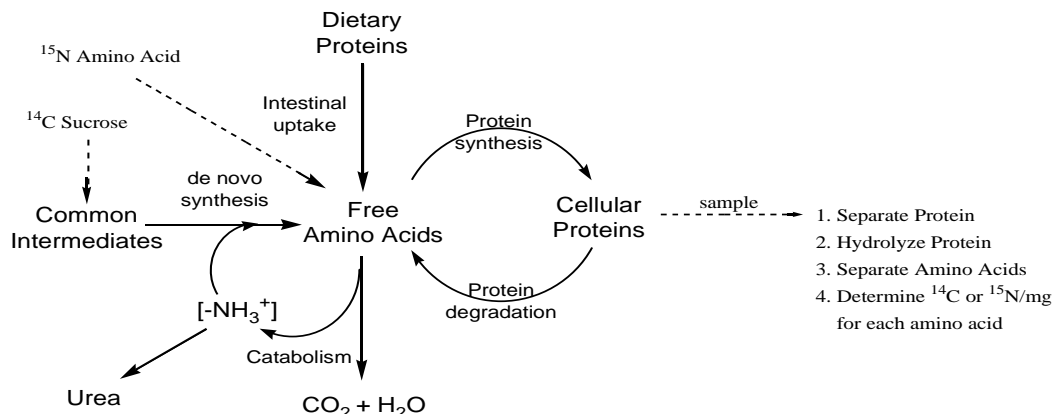 Dietary
Proteins
¹⁵N Amino Acid
¹⁴C Sucrose
Intestinal
uptake
Protein
synthesis
de novo
synthesis
Common
Intermediates
Free
Amino Acids
Cellular
Proteins
sample
1. Separate Protein
2. Hydrolyze Protein
3. Separate Amino Acids
4. Determine ¹⁴C or ¹⁵N/mg
for each amino acid
Protein
degradation
[-NH₃⁺]
Catabolism
Urea
CO₂ + H₂O